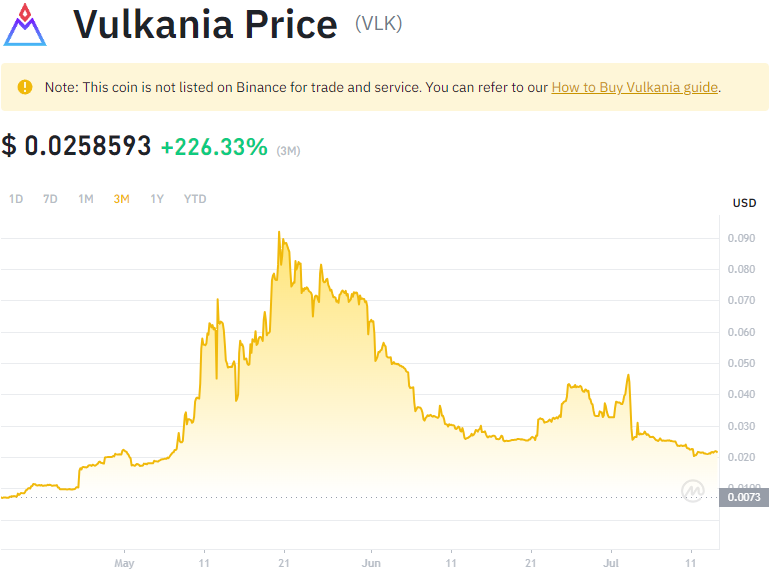 Vulkania Price (VLK)
Note: This coin is not listed on Binance for trade and service. You can refer to our How to Buy Vulkania guide.
$ 0.0258593 +226.33% (3M)
1D 7D 1M 3M 1Y YTD
USD
0.090
0.080
0.070
0.060
0.050
0.040
0.030
0.020
0.0100
0.0073
May 11 21 Jun 11 21 Jul 11